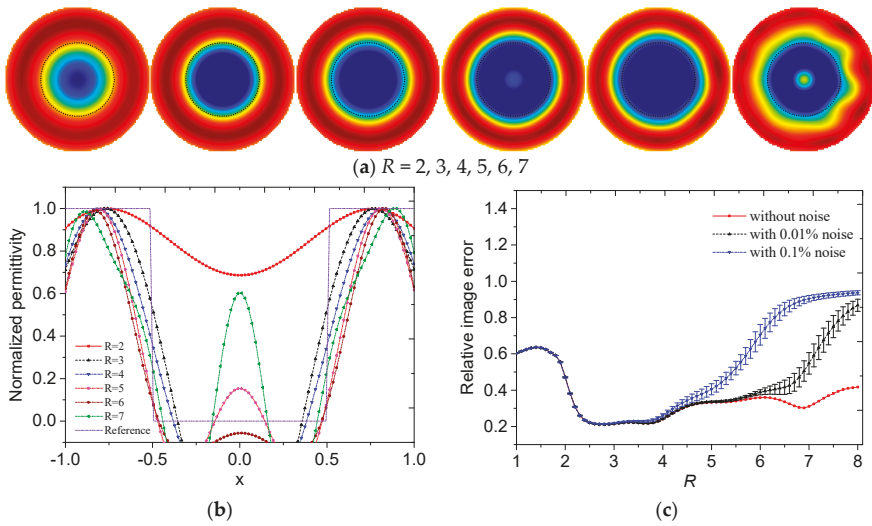 (a) R = 2, 3, 4, 5, 6, 7
Normalized permittivity
1.0
0.8
0.6
0.4
0.2
0.0
R=2
R=3
R=4
R=5
R=6
R=7
Reference
-1.0 -0.5 0.0 0.5 1.0
x
(b)
Relative image error
1.4
1.2
1.0
0.8
0.6
0.4
0.2
without noise
with 0.01% noise
with 0.1% noise
1 2 3 4 5 6 7 8
R
(c)